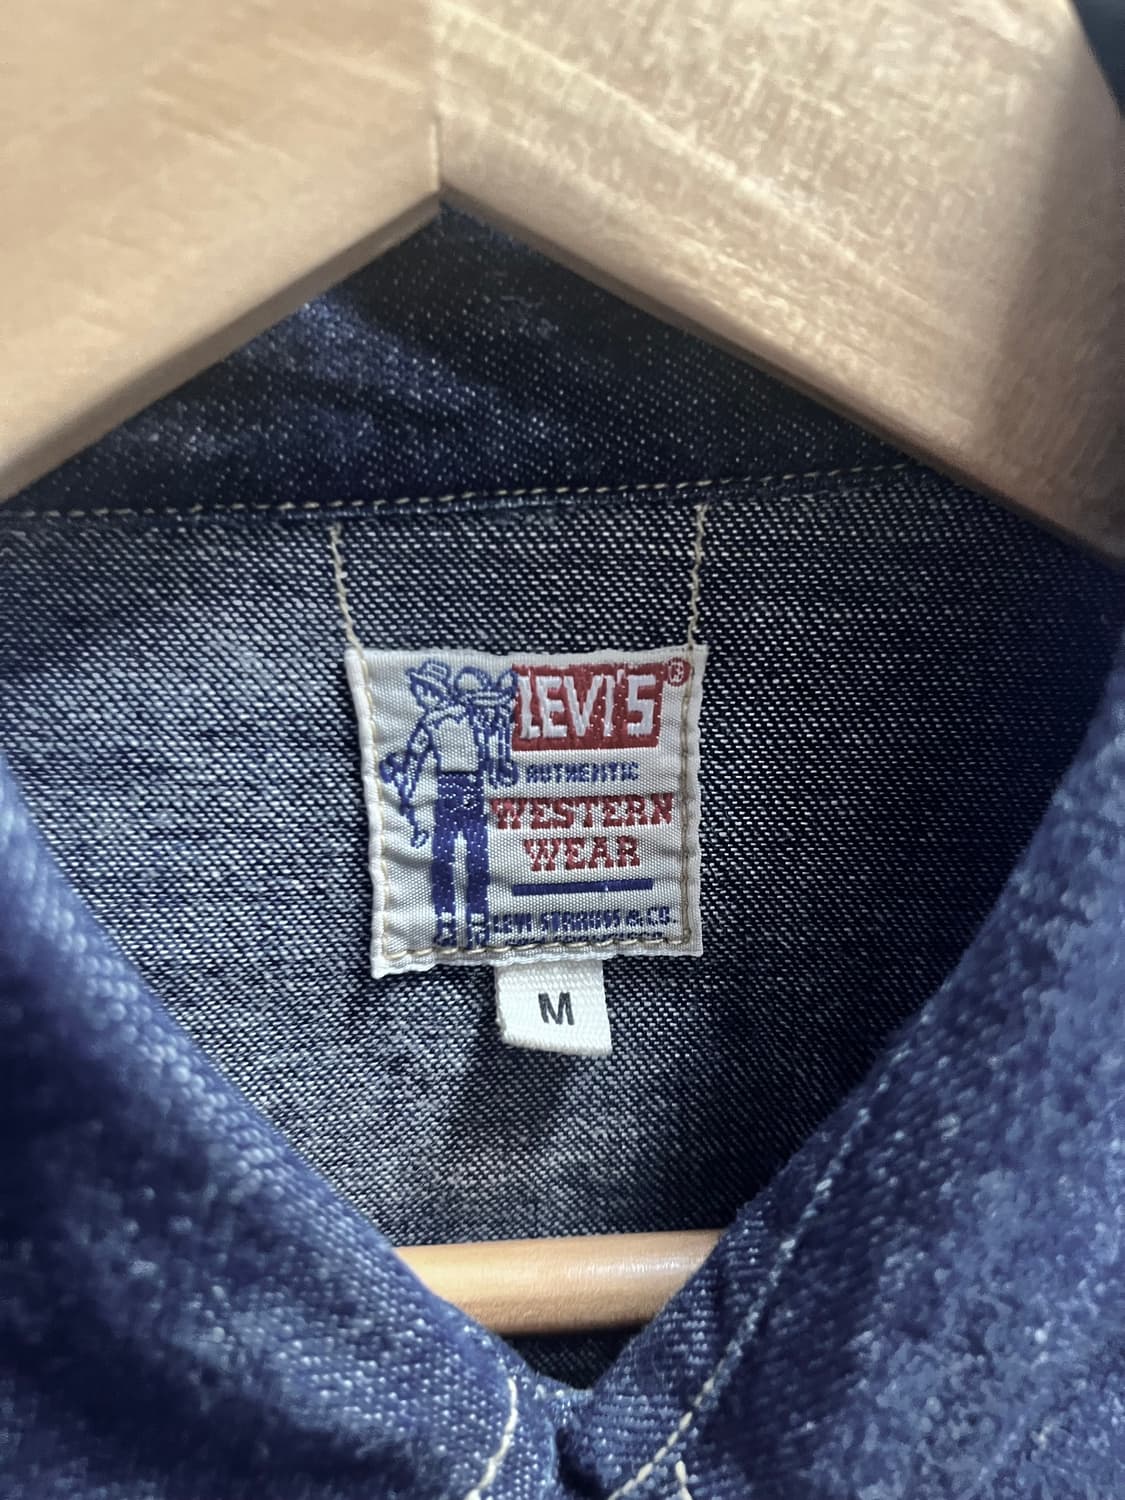 LEVI'S®
AUTHENTIC
WESTERN
WEAR
LEVI STRAUSS & CO.
M